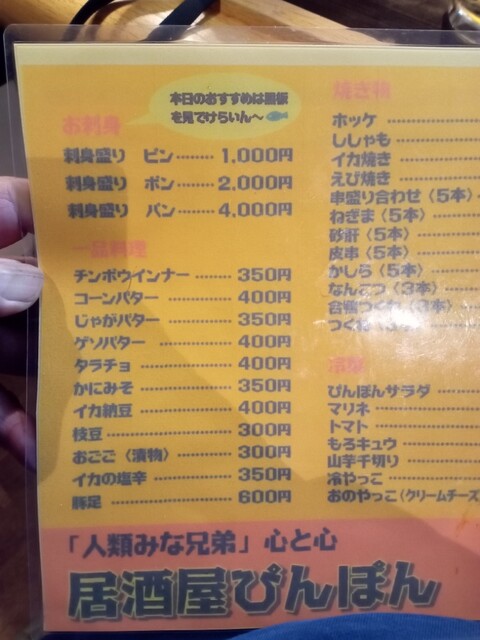 本日のおすすめは黒板
を見てけらいん～
お刺身
刺身盛り ピン……… 1,000円
刺身盛り ポン……… 2,000円
刺身盛り パン……… 4,000円
一品料理
チンポウインナー ……… 350円
コーンバター ……… 400円
じゃがバター ……… 350円
ゲソバター ……… 400円
タラチョ ……… 400円
かにみそ ……… 350円
イカ納豆 ……… 400円
枝豆 ……… 300円
おごご〈漬物〉……… 300円
イカの塩辛 ……… 350円
豚足 ……… 600円
焼き物
ホッケ
ししゃも
イカ焼き
えび焼き
串盛り合わせ〈5本〉
ねぎま〈5本〉
砂肝〈5本〉
皮串〈5本〉
かしら〈5本〉
なんこつ〈3本〉
つくね〈3本〉
冷菜
ぴんぽんサラダ
マリネ
トマト
もろキュウ
山芋千切り
冷やっこ
おのやっこ〈クリームチーズ
「人類みな兄弟」心と心
居酒屋ぴんぽん